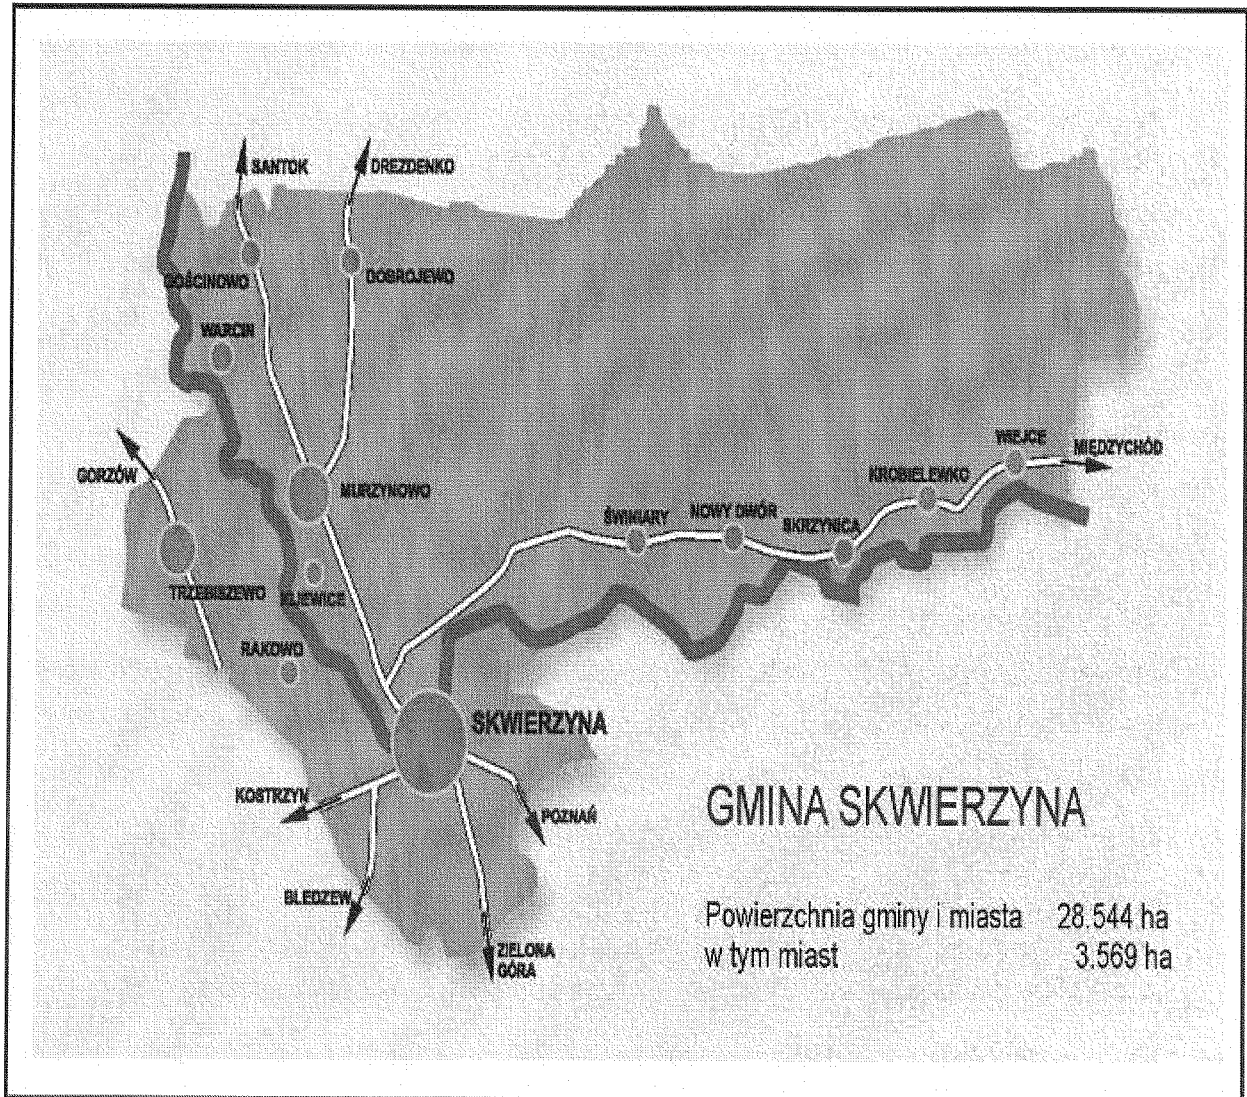 SANTOK
DREZDENKO
GOŚCINOWO
DOBROJEWO
WARCIN
GORZÓW
MURZYNOWO
WIEJCE
MIĘDZYCHÓD
KROBIELEWKO
ŚWINIARY
NOWY DWÓR
SKRZYNICA
TRZEBISZEWO
KIJEWICE
RAKOWO
SKWIERZYNA
KOSTRZYN
POZNAŃ
BLEDZEW
ZIELONA
GÓRA
GMINA SKWIERZYNA
Powierzchnia gminy i miasta 28.544 ha
w tym miast 3.569 ha